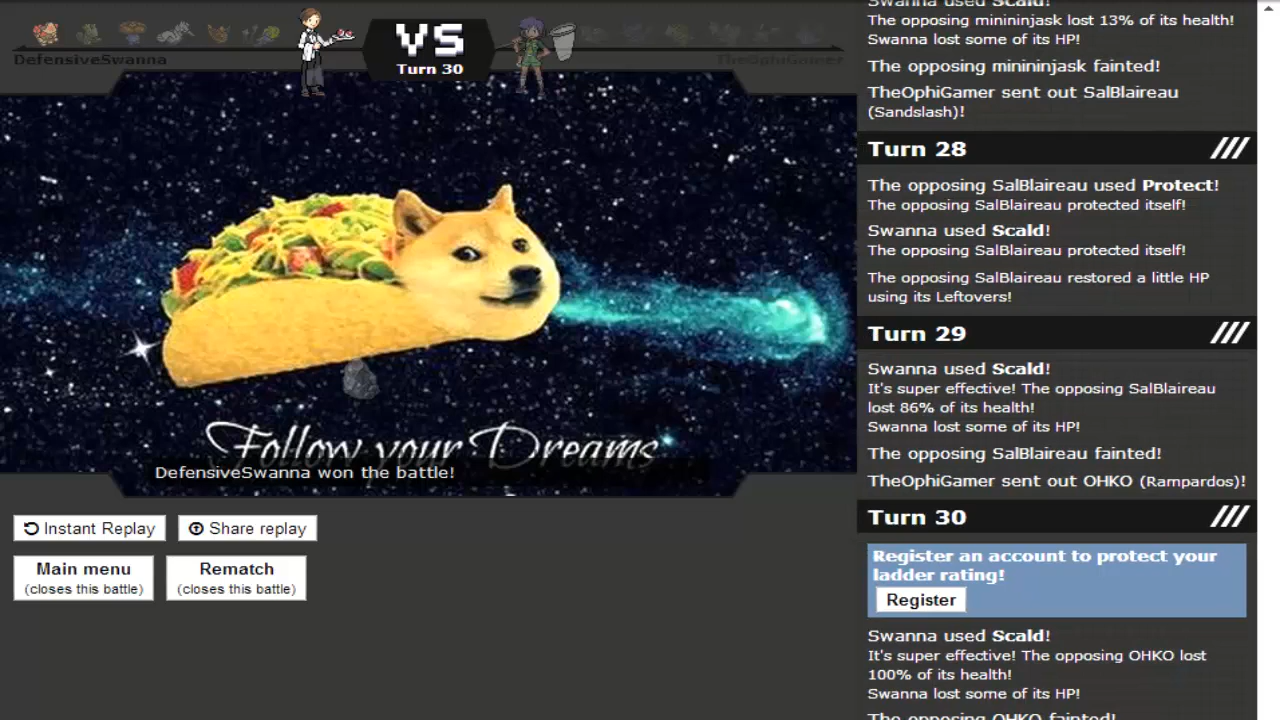 DefensiveSwanna
VS
Turn 30
TheOphiGamer
Follow your Dreams
DefensiveSwanna won the battle!
Instant Replay
Share replay
Main menu
(closes this battle)
Rematch
(closes this battle)
Swanna used Scald!
The opposing minininjask lost 13% of its health!
Swanna lost some of its HP!
The opposing minininjask fainted!
TheOphiGamer sent out SalBlaireau
(Sandslash)!
Turn 28
The opposing SalBlaireau used Protect!
The opposing SalBlaireau protected itself!
Swanna used Scald!
The opposing SalBlaireau protected itself!
The opposing SalBlaireau restored a little HP
using its Leftovers!
Turn 29
Swanna used Scald!
It's super effective! The opposing SalBlaireau
lost 86% of its health!
Swanna lost some of its HP!
The opposing SalBlaireau fainted!
TheOphiGamer sent out OHKO (Rampardos)!
Turn 30
Register an account to protect your
ladder rating!
Register
Swanna used Scald!
It's super effective! The opposing OHKO lost
100% of its health!
Swanna lost some of its HP!
The opposing OHKO fainted!